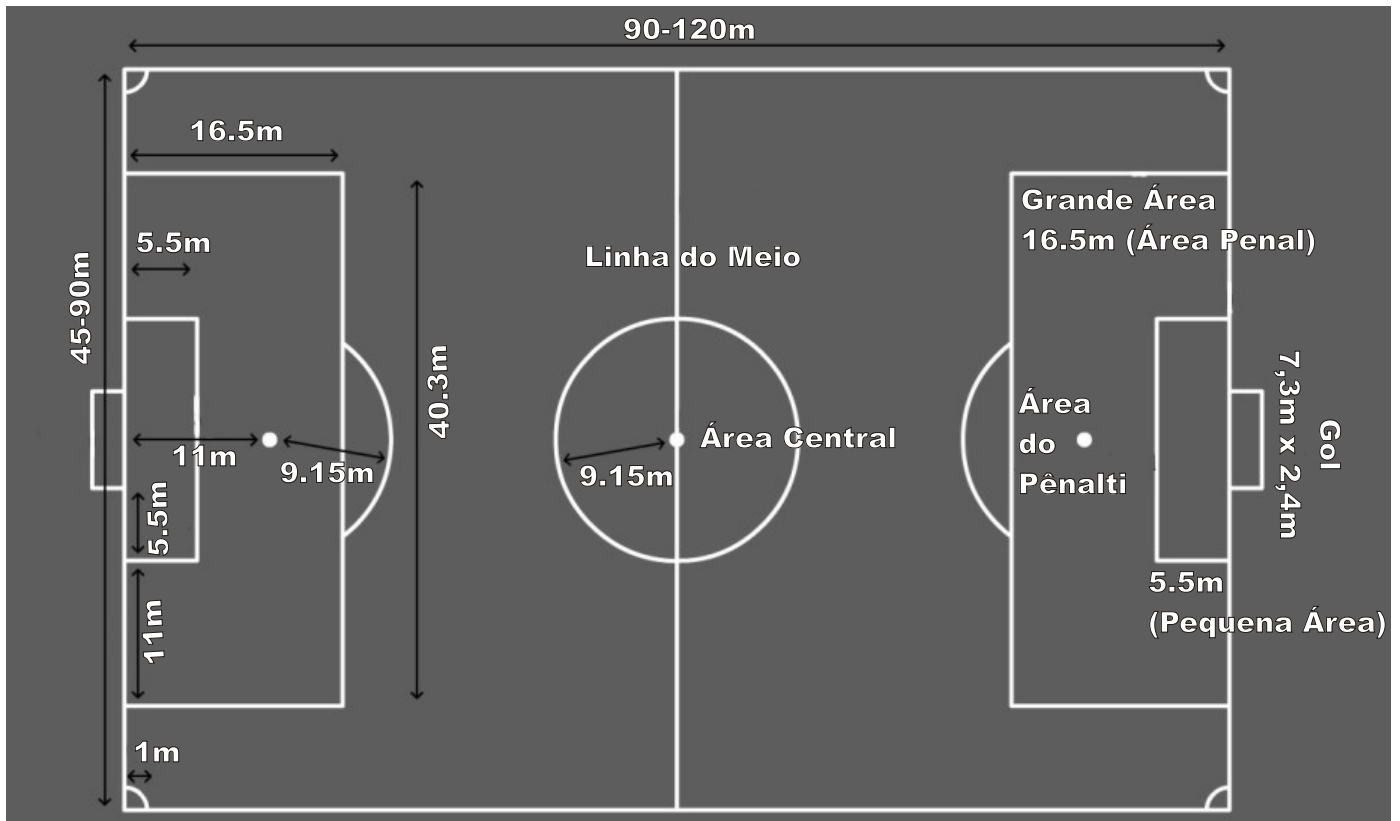 90-120m
16.5m
5.5m
45-90m
40.3m
11m
9.15m
5.5m
11m
1m
Linha do Meio
Área Central
9.15m
Grande Área
16.5m (Área Penal)
Área
do
Pênalti
7,3m x 2,4m
Gol
5.5m
(Pequena Área)